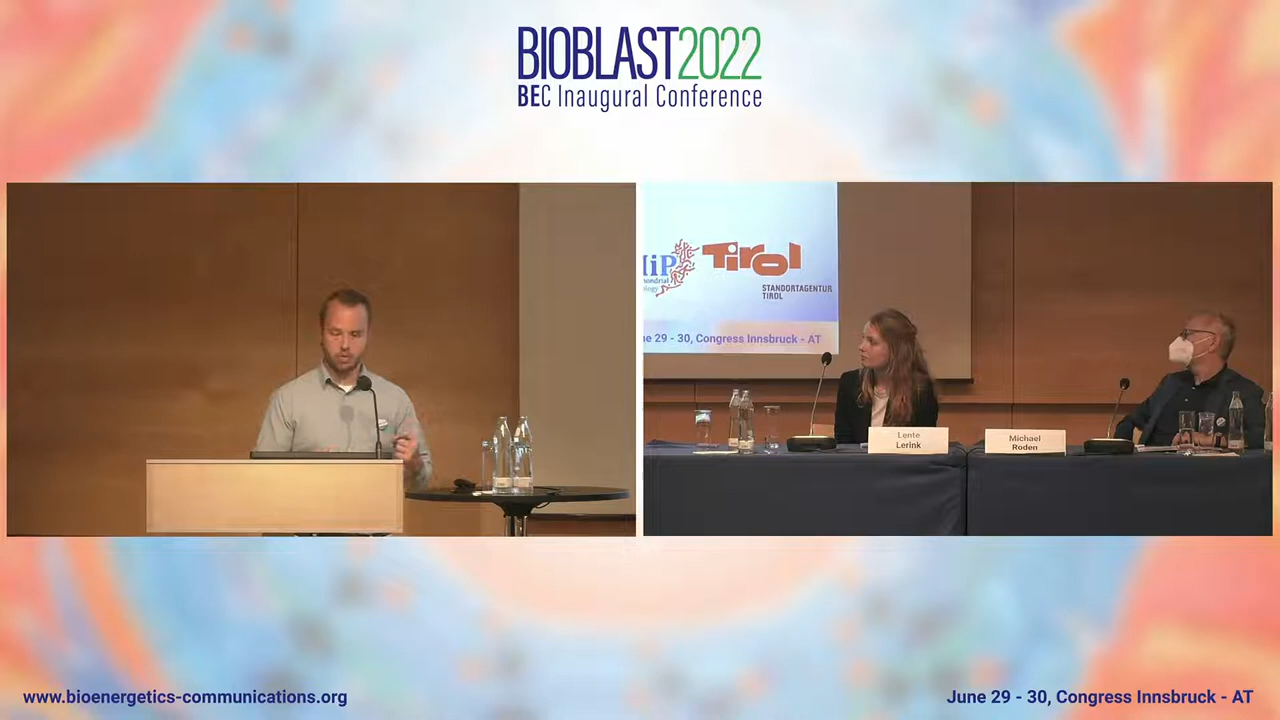 BIOBLAST2022
BEC Inaugural Conference
iP
Tirol
STANDORTAGENTUR
TIROL
ne 29 - 30, Congress Innsbruck - AT
Lente
Lerink
Michael
Roden
www.bioenergetics-communications.org
June 29 - 30, Congress Innsbruck - AT